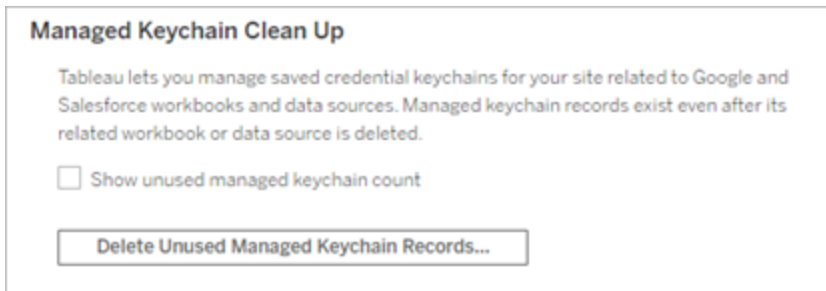 Managed Keychain Clean Up
Tableau lets you manage saved credential keychains for your site related to Google and
Salesforce workbooks and data sources. Managed keychain records exist even after its
related workbook or data source is deleted.
Show unused managed keychain count
Delete Unused Managed Keychain Records...